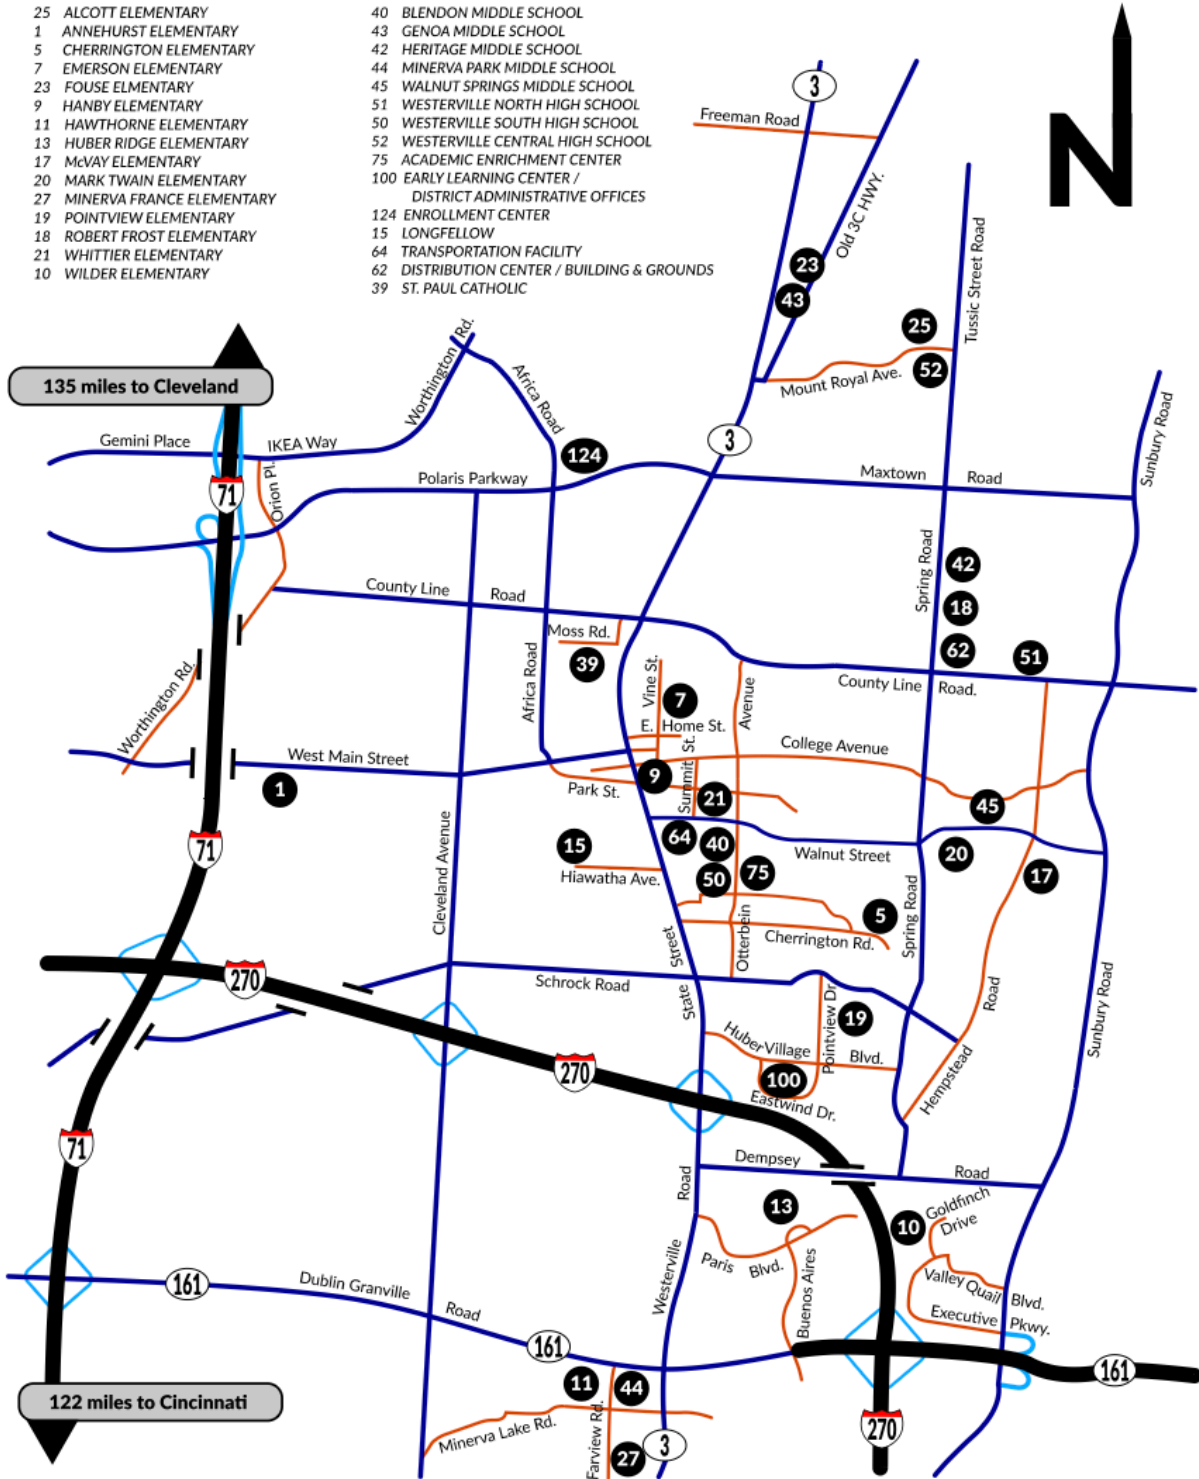 25 ALCOTT ELEMENTARY
1 ANNEHURST ELEMENTARY
5 CHERRINGTON ELEMENTARY
7 EMERSON ELEMENTARY
23 FOUSE ELMENTARY
9 HANBY ELEMENTARY
11 HAWTHORNE ELEMENTARY
13 HUBER RIDGE ELEMENTARY
17 McVAY ELEMENTARY
20 MARK TWAIN ELEMENTARY
27 MINERVA FRANCE ELEMENTARY
19 POINTVIEW ELEMENTARY
18 ROBERT FROST ELEMENTARY
21 WHITTIER ELEMENTARY
10 WILDER ELEMENTARY
40 BLENDON MIDDLE SCHOOL
43 GENOA MIDDLE SCHOOL
42 HERITAGE MIDDLE SCHOOL
44 MINERVA PARK MIDDLE SCHOOL
45 WALNUT SPRINGS MIDDLE SCHOOL
51 WESTERVILLE NORTH HIGH SCHOOL
50 WESTERVILLE SOUTH HIGH SCHOOL
52 WESTERVILLE CENTRAL HIGH SCHOOL
75 ACADEMIC ENRICHMENT CENTER
100 EARLY LEARNING CENTER /
DISTRICT ADMINISTRATIVE OFFICES
124 ENROLLMENT CENTER
15 LONGFELLOW
64 TRANSPORTATION FACILITY
62 DISTRIBUTION CENTER / BUILDING & GROUNDS
39 ST. PAUL CATHOLIC
N
3
Freeman Road
Old 3C HWY.
23
43
Tussic Street Road
25
52
Mount Royal Ave.
135 miles to Cleveland
Worthington Rd.
Africa Road
Sunbury Road
Gemini Place
IKEA Way
3
124
Orion Pl.
71
Polaris Parkway
Maxtown Road
Spring Road
42
18
62
51
County Line Road
Moss Rd.
39
Africa Road
Vine St.
7
E. Home St.
Avenue
County Line Road.
Worthington Rd.
West Main Street
1
College Avenue
9
Summit St.
21
Park St.
45
71
Cleveland Avenue
15
64
40
Walnut Street
20
17
Hiawatha Ave.
50
75
5
Cherrington Rd.
Otterbein
Spring Road
State Street
270
Schrock Road
Road
Sunbury Road
Pointview Dr.
19
Huber Village Blvd.
100
Eastwind Dr.
Hempstead
270
71
Dempsey Road
Road
13
10
Goldfinch
Drive
Paris Blvd.
Buenos Aires
Valley Quail Blvd.
Westerville
Executive Pkwy.
161
Dublin Granville Road
161
161
11
44
122 miles to Cincinnati
Minerva Lake Rd.
Farview Rd.
27
3
270